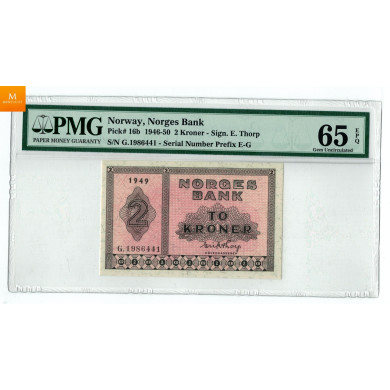 M
PMG
PAPER MONEY GUARANTY
Norway, Norges Bank
Pick# 16b 1946-50 2 Kroner - Sign. E. Thorp
S/N G.1986441 - Serial Number Prefix E-G
65 EPQ
Gem Uncirculated
2
1949
2
G.1986441
NORGES
BANK
TO
KRONER